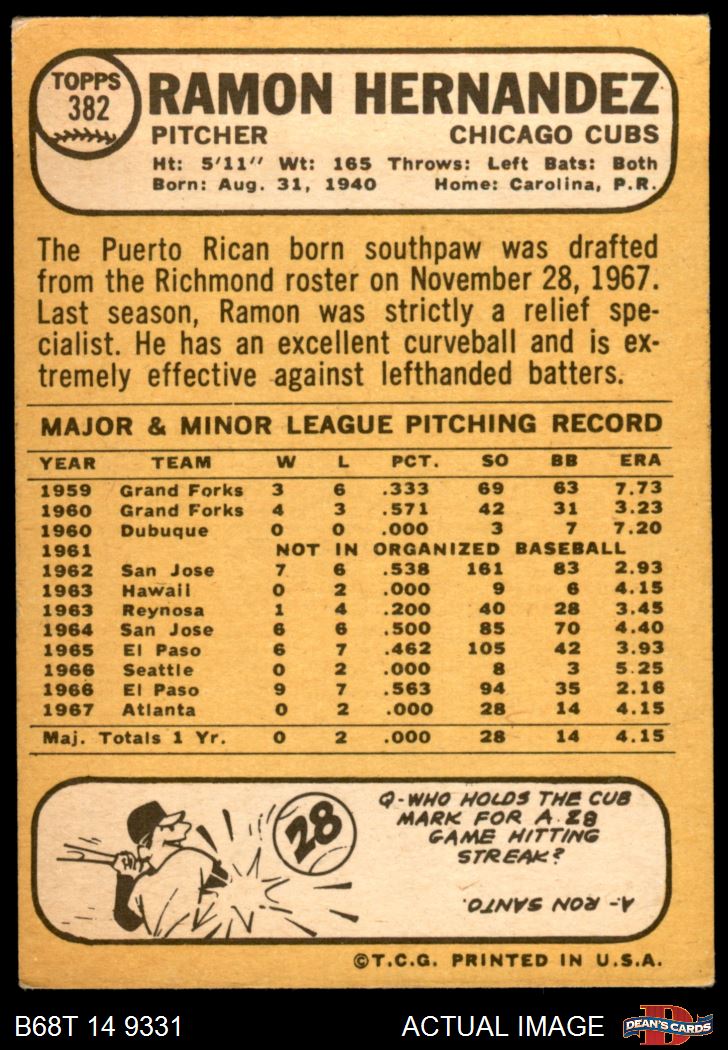 TOPPS
382
RAMON HERNANDEZ
PITCHER CHICAGO CUBS
Ht: 5'11" Wt: 165 Throws: Left Bats: Both
Born: Aug. 31, 1940 Home: Carolina, P.R.
The Puerto Rican born southpaw was drafted
from the Richmond roster on November 28, 1967.
Last season, Ramon was strictly a relief spe-
cialist. He has an excellent curveball and is ex-
tremely effective against lefthanded batters.
MAJOR & MINOR LEAGUE PITCHING RECORD
YEAR TEAM W L PCT. SO BB ERA
1959 Grand Forks 3 6 .333 69 63 7.73
1960 Grand Forks 4 3 .571 42 31 3.23
1960 Dubuque 0 0 .000 3 7 7.20
1961 NOT IN ORGANIZED BASEBALL
1962 San Jose 7 6 .538 161 83 2.93
1963 Hawaii 0 2 .000 9 6 4.15
1963 Reynosa 1 4 .200 40 28 3.45
1964 San Jose 6 6 .500 85 70 4.40
1965 El Paso 6 7 .462 105 42 3.93
1966 Seattle 0 2 .000 8 3 5.25
1966 El Paso 9 7 .563 94 35 2.16
1967 Atlanta 0 2 .000 28 14 4.15
Maj. Totals 1 Yr. 0 2 .000 28 14 4.15
28
Q-WHO HOLDS THE CUB
MARK FOR A 28
GAME HITTING
STREAK?
A- RON SANTO.
©T.C.G. PRINTED IN U.S.A.
B68T 14 9331 ACTUAL IMAGE
D
DEAN'S CARDS